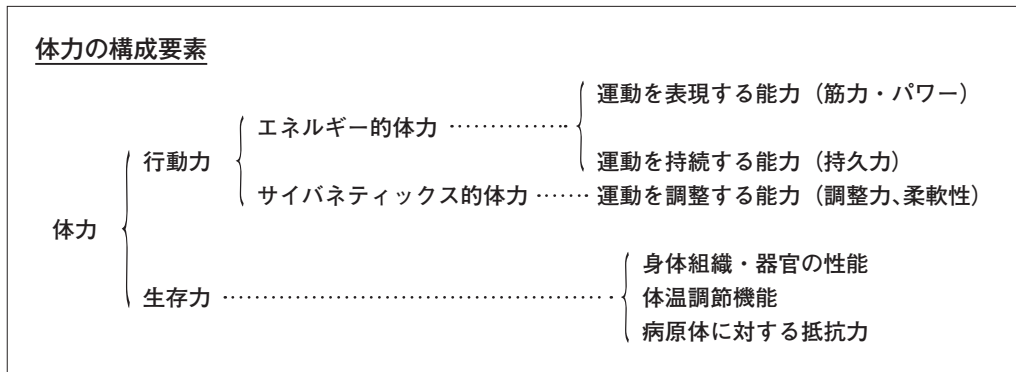 体力の構成要素
運動を表現する能力（筋力・パワー）
エネルギー的体力
行動力
運動を持続する能力（持久力）
サイバネティックス的体力
運動を調整する能力（調整力、柔軟性）
体力
身体組織・器官の性能
生存力
体温調節機能
病原体に対する抵抗力